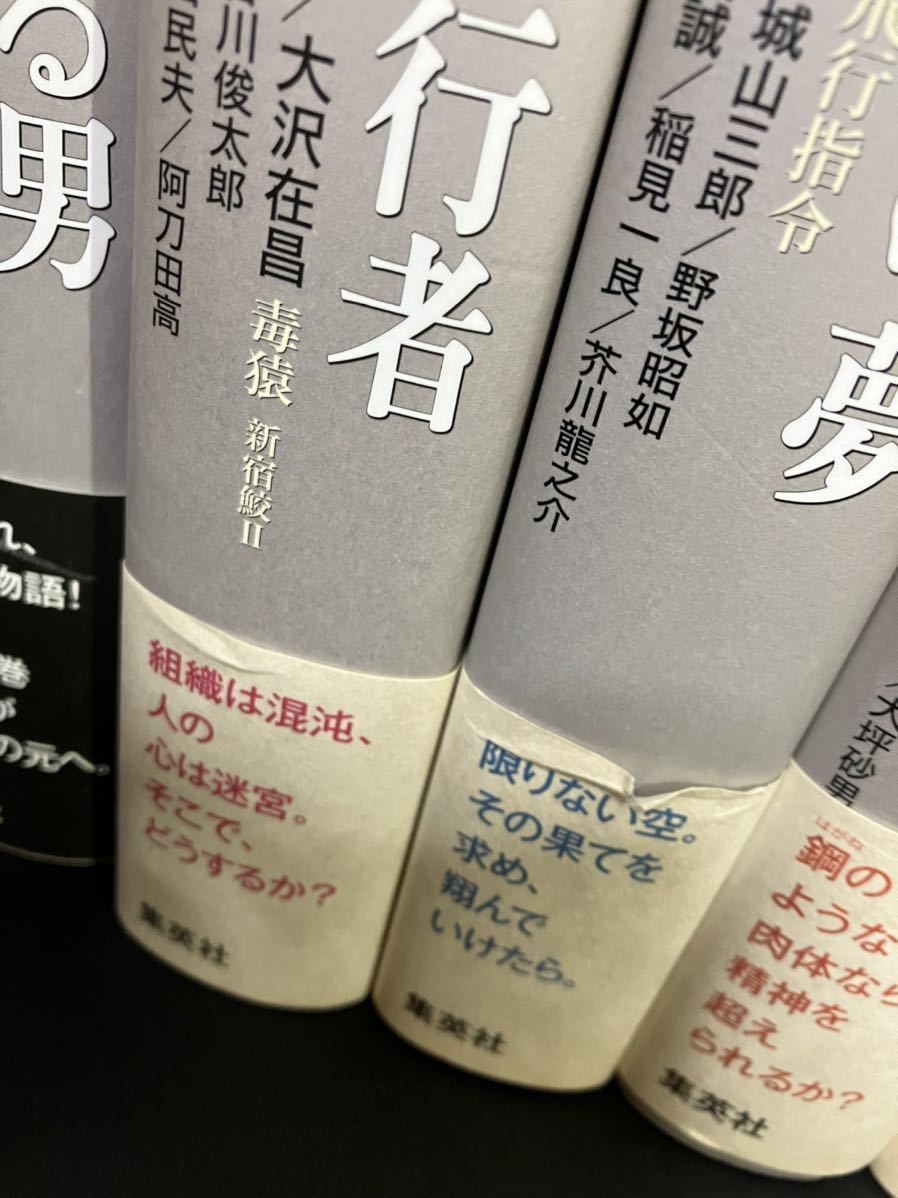 る男
れ、
物語!
巻
が
の元へ。
行者
大沢在昌
毒猿 新宿鮫II
川俊太郎
民夫/阿刀田高
組織は混沌、
人の
心は迷宮。
そこで、
どうするか?
集英社
飛行指令
夢
城山三郎/野坂昭如
誠/稲見一良/芥川龍之介
限りない空。
その果てを
求め、
翔んで
いけたら。
集英社
大坪砂男
はがね
鋼の
ような
肉体なら
精神を
超え
られるか?
集英社